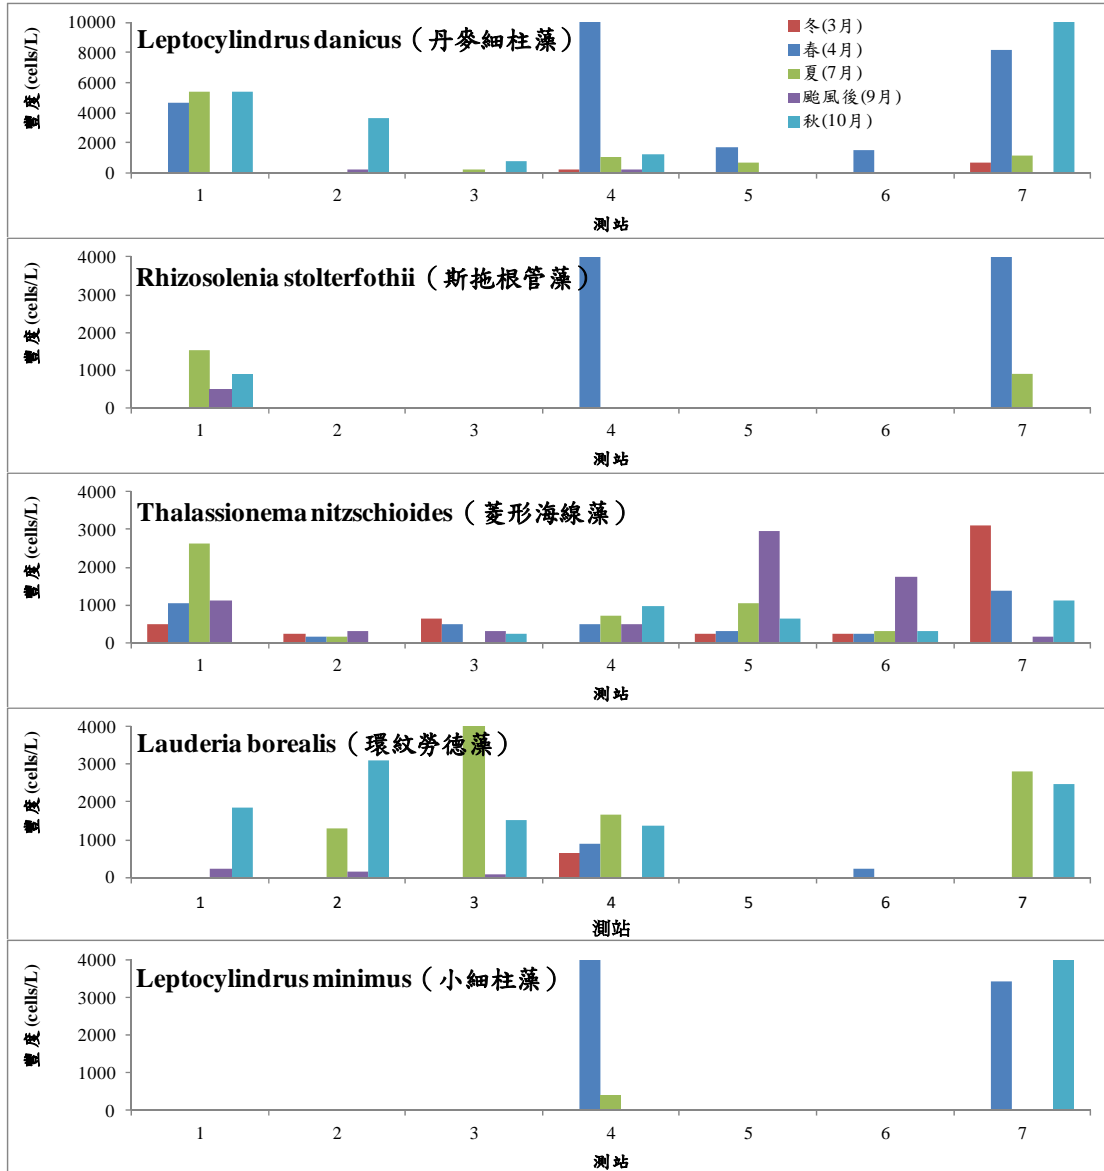 Leptocylindrus danicus（丹麥細柱藻）
冬(3月)
春(4月)
夏(7月)
颱風後(9月)
秋(10月)
豐度(cells/L)
10000
8000
6000
4000
2000
0
1 2 3 4 5 6 7
測站
Rhizosolenia stolterfothii（斯拖根管藻）
豐度(cells/L)
4000
3000
2000
1000
0
1 2 3 4 5 6 7
測站
Thalassionema nitzschioides（菱形海線藻）
豐度(cells/L)
4000
3000
2000
1000
0
1 2 3 4 5 6 7
測站
Lauderia borealis（環紋勞德藻）
豐度(cells/L)
4000
3000
2000
1000
0
1 2 3 4 5 6 7
測站
Leptocylindrus minimus（小細柱藻）
豐度(cells/L)
4000
3000
2000
1000
0
1 2 3 4 5 6 7
測站